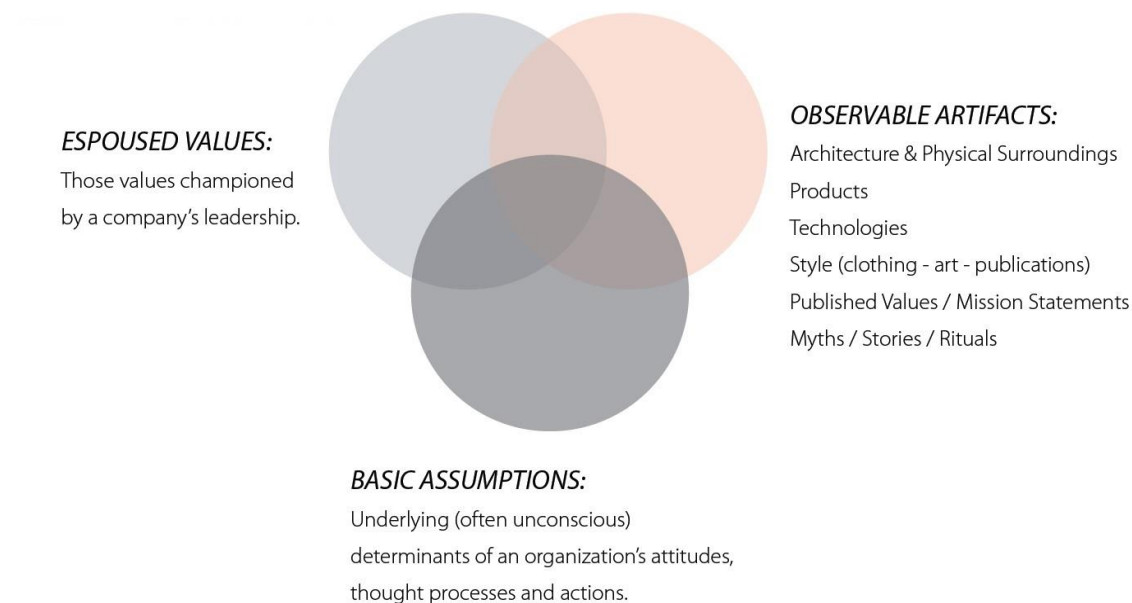 ESPOUSED VALUES:
Those values championed
by a company's leadership.
OBSERVABLE ARTIFACTS:
Architecture & Physical Surroundings
Products
Technologies
Style (clothing - art - publications)
Published Values / Mission Statements
Myths / Stories / Rituals
BASIC ASSUMPTIONS:
Underlying (often unconscious)
determinants of an organization's attitudes,
thought processes and actions.